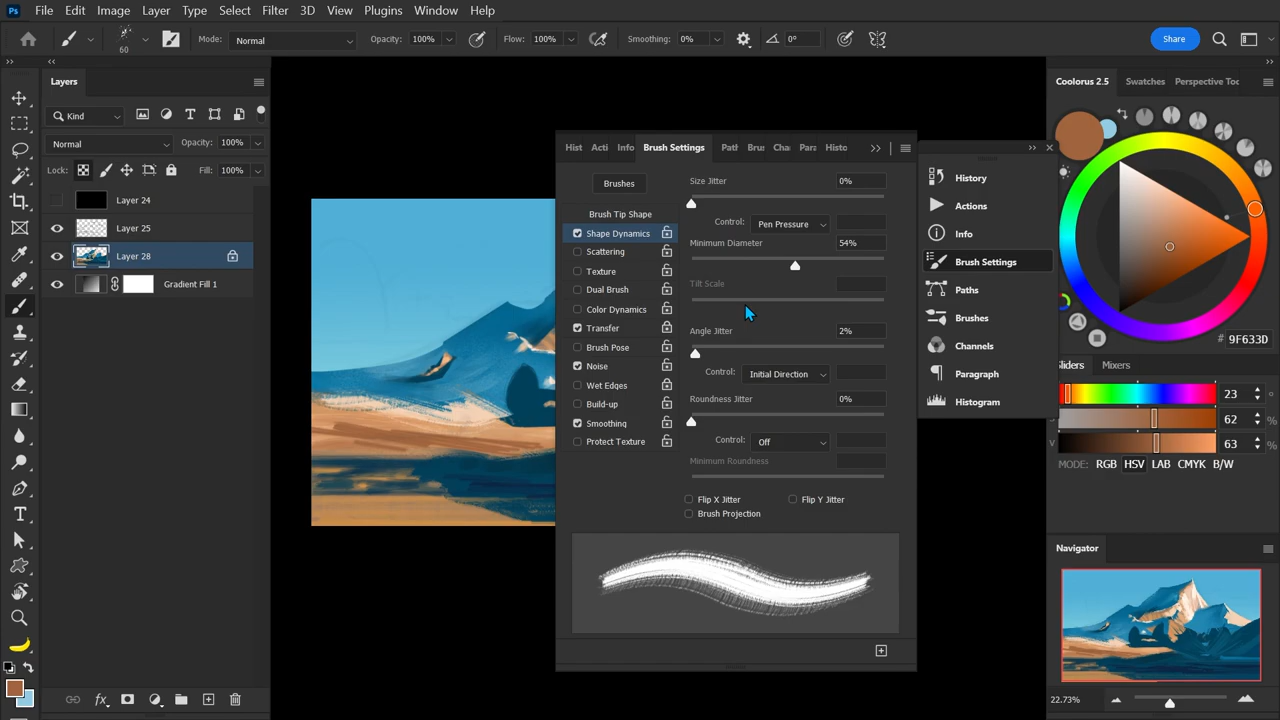 Ps File Edit Image Layer Type Select Filter 3D View Plugins Window Help
60 Mode: Normal Opacity: 100% Flow: 100% Smoothing: 0% 0° Share
Layers
Kind
Normal Opacity: 100%
Lock: Fill: 100%
Layer 24
Layer 25
Layer 28
Gradient Fill 1
Hist Acti Info Brush Settings Path Bru: Cha Para Histo
Brushes
Brush Tip Shape
Shape Dynamics
Scattering
Texture
Dual Brush
Color Dynamics
Transfer
Brush Pose
Noise
Wet Edges
Build-up
Smoothing
Protect Texture
Size Jitter 0%
Control: Pen Pressure
Minimum Diameter 54%
Tilt Scale
Angle Jitter 2%
Control: Initial Direction
Roundness Jitter 0%
Control: Off
Minimum Roundness
Flip X Jitter Flip Y Jitter
Brush Projection
History
Actions
Info
Brush Settings
Paths
Brushes
Channels
Paragraph
Histogram
Coolorus 2.5 Swatches Perspective Too
# 9F633D
Sliders Mixers
23 °
62 %
V 63 %
MODE: RGB HSV LAB CMYK B/W
Navigator
22.73%